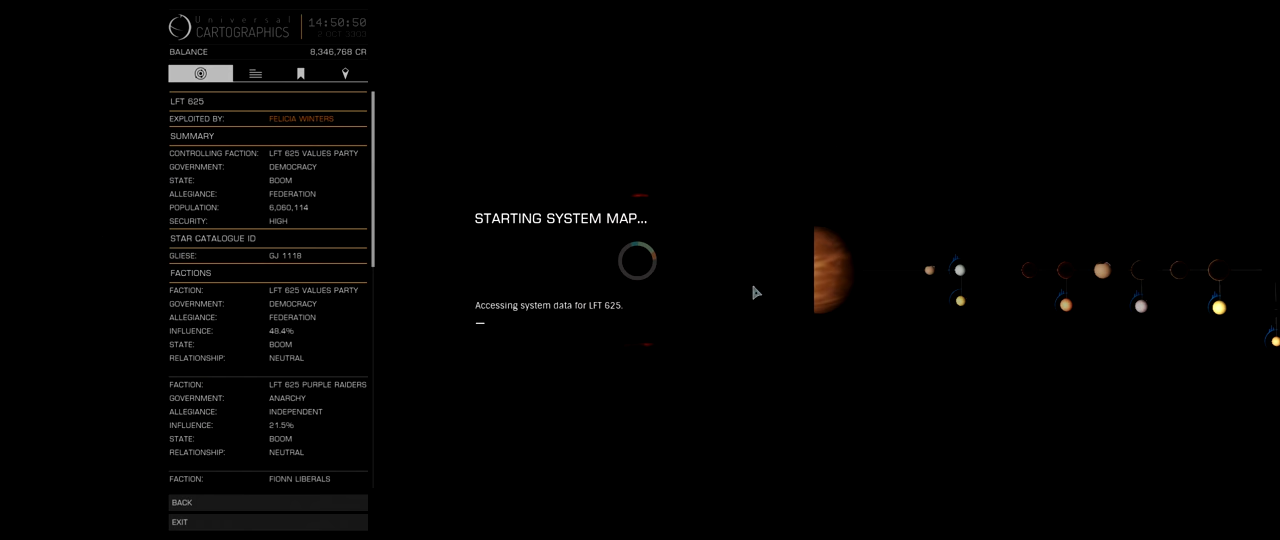 Universal
CARTOGRAPHICS
14:50:50
2 OCT 3303
BALANCE 8,346,768 CR
LFT 625
EXPLOITED BY: FELICIA WINTERS
SUMMARY
CONTROLLING FACTION: LFT 625 VALUES PARTY
GOVERNMENT: DEMOCRACY
STATE: BOOM
ALLEGIANCE: FEDERATION
POPULATION: 6,060,114
SECURITY: HIGH
STAR CATALOGUE ID
GLIESE: GJ 1118
FACTIONS
FACTION: LFT 625 VALUES PARTY
GOVERNMENT: DEMOCRACY
ALLEGIANCE: FEDERATION
INFLUENCE: 48.4%
STATE: BOOM
RELATIONSHIP: NEUTRAL
FACTION: LFT 625 PURPLE RAIDERS
GOVERNMENT: ANARCHY
ALLEGIANCE: INDEPENDENT
INFLUENCE: 21.5%
STATE: BOOM
RELATIONSHIP: NEUTRAL
FACTION: FIONN LIBERALS
BACK
EXIT
STARTING SYSTEM MAP...
Accessing system data for LFT 625.